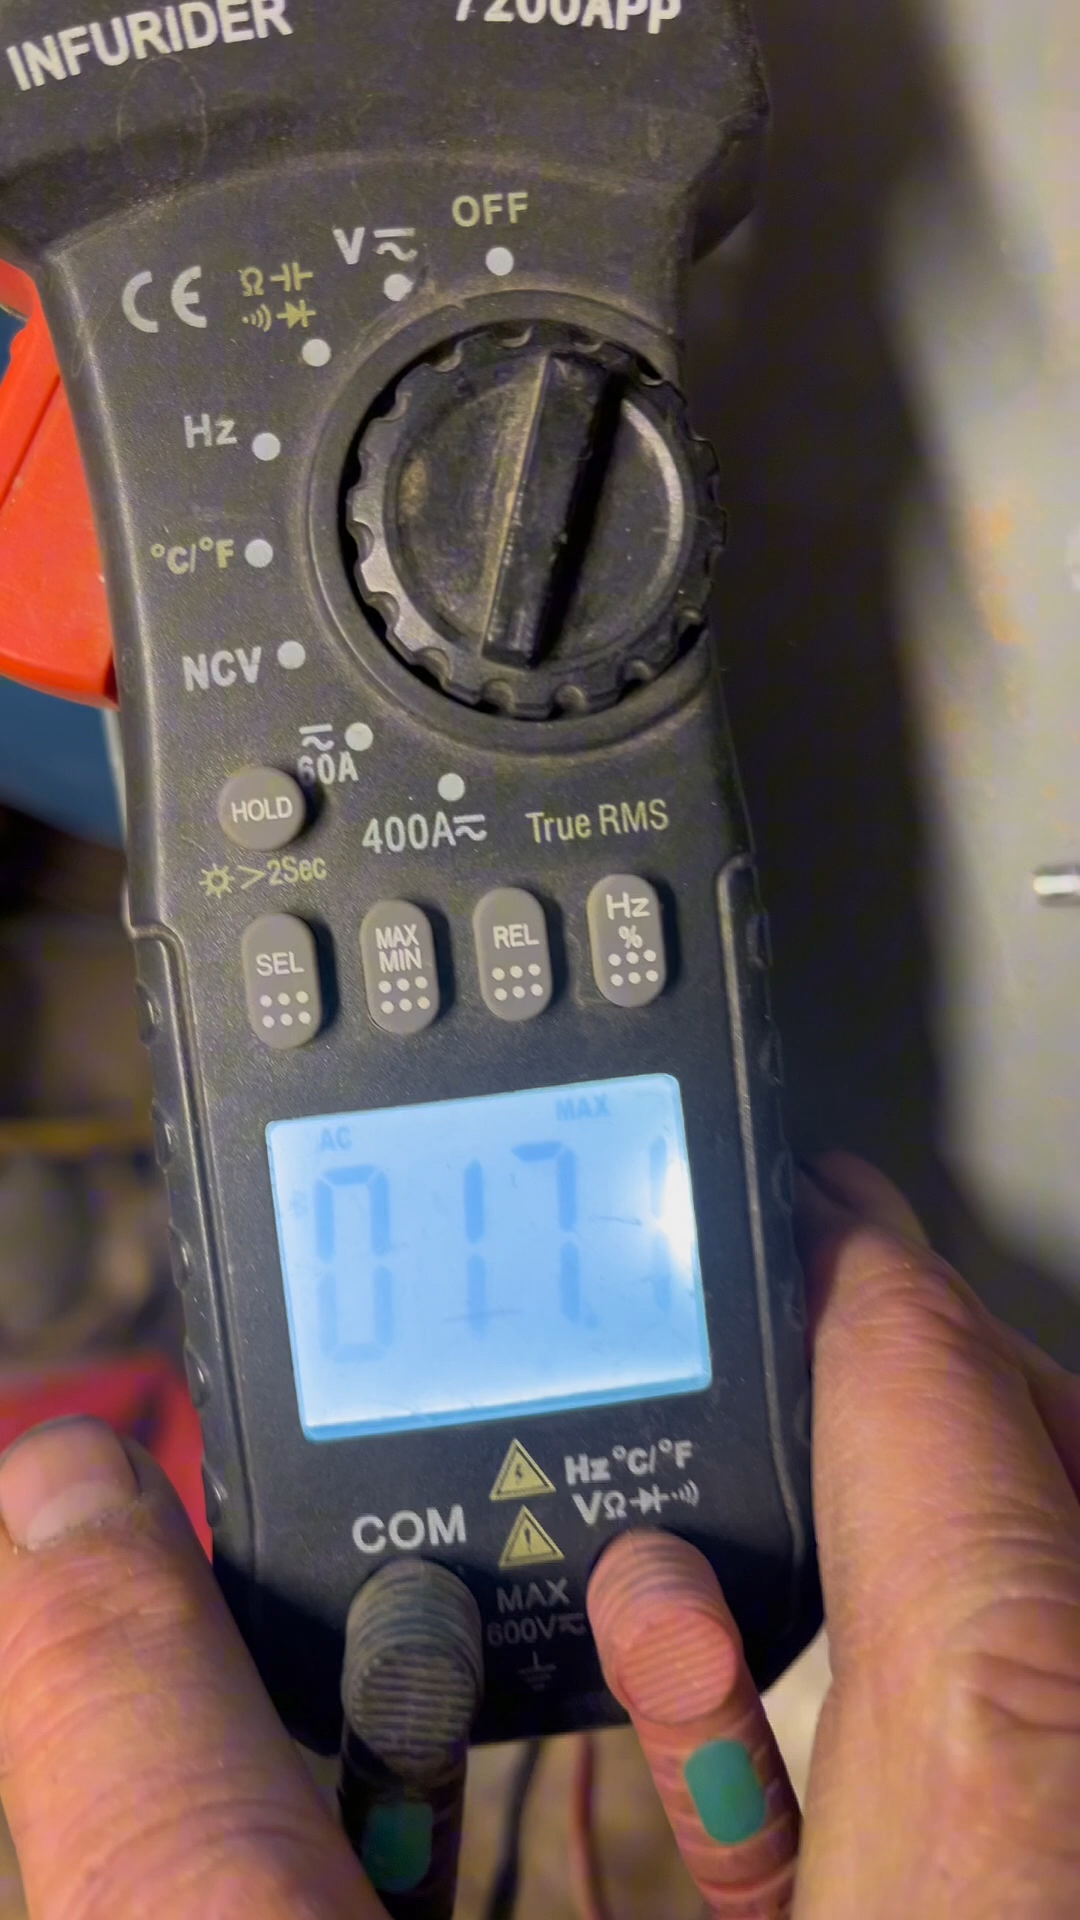 INFURIDER
7200APP
OFF
V
CE
Ω
Hz
°C/°F
NCV
60A
HOLD
400A
True RMS
>2Sec
SEL
MAX
MIN
REL
Hz
%
AC
MAX
017
COM
Hz°C/°F
VΩ
MAX
600V